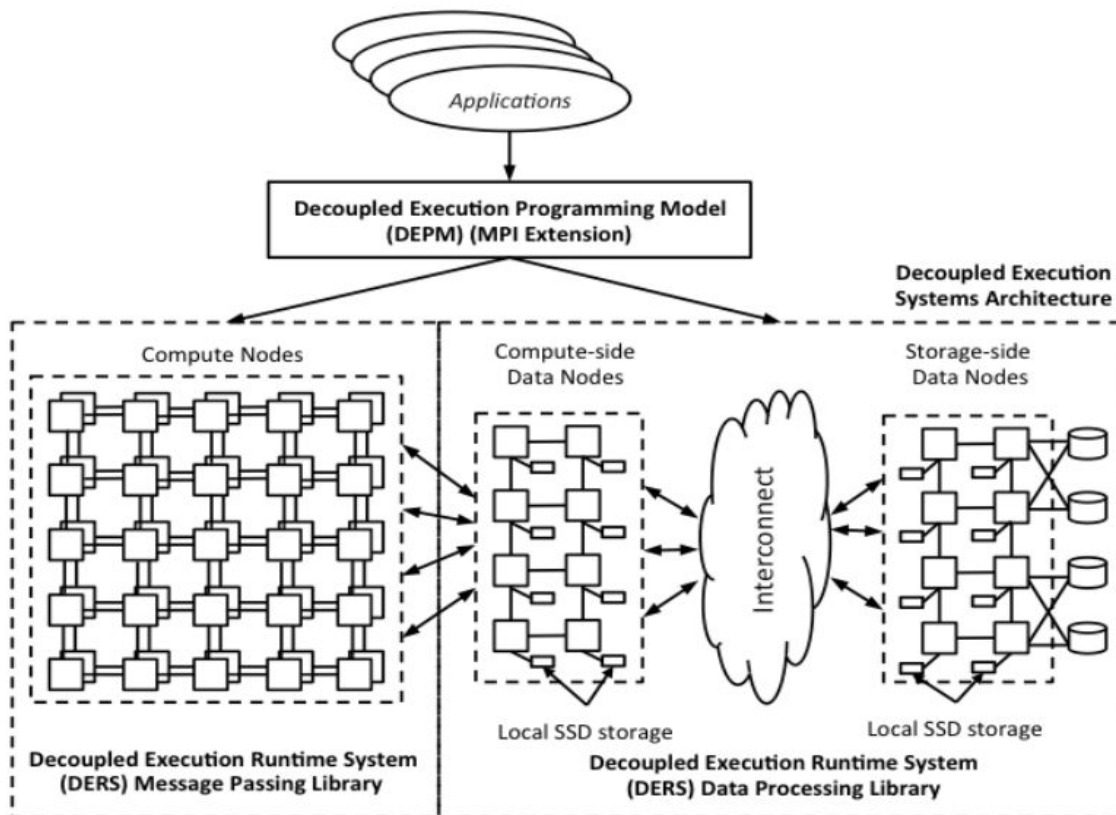 Applications
Decoupled Execution Programming Model
(DEPM) (MPI Extension)
Decoupled Execution
Systems Architecture
Compute Nodes
Compute-side
Data Nodes
Storage-side
Data Nodes
Interconnect
Local SSD storage
Local SSD storage
Decoupled Execution Runtime System
(DERS) Message Passing Library
Decoupled Execution Runtime System
(DERS) Data Processing Library